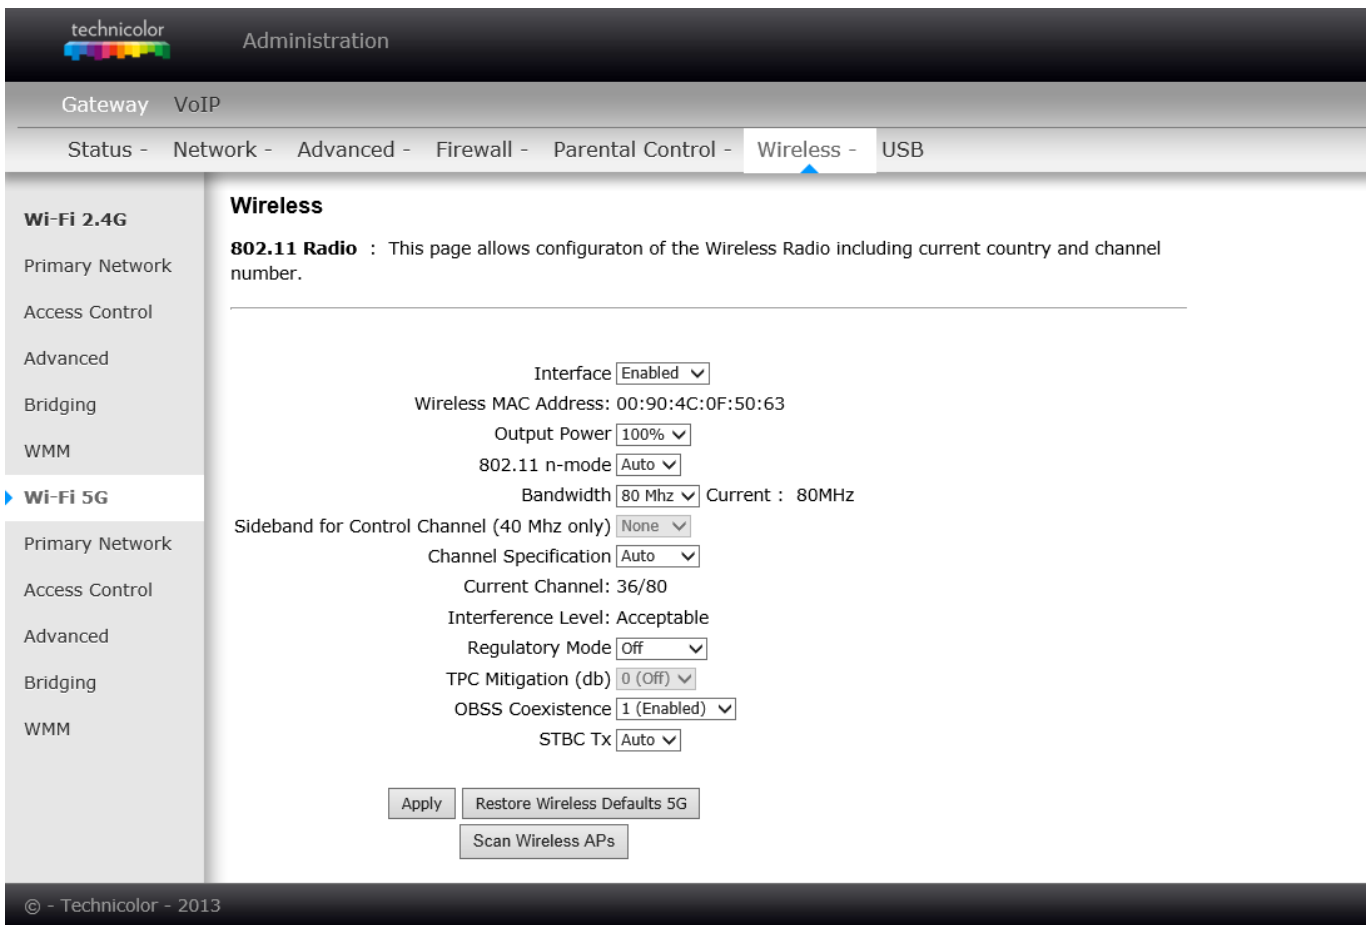 technicolor
Administration
Gateway VoIP
Status - Network - Advanced - Firewall - Parental Control - Wireless - USB
Wi-Fi 2.4G
Primary Network
Access Control
Advanced
Bridging
WMM
Wi-Fi 5G
Primary Network
Access Control
Advanced
Bridging
WMM
Wireless
802.11 Radio : This page allows configuraton of the Wireless Radio including current country and channel
number.
Interface Enabled
Wireless MAC Address: 00:90:4C:0F:50:63
Output Power 100%
802.11 n-mode Auto
Bandwidth 80 Mhz Current : 80MHz
Sideband for Control Channel (40 Mhz only) None
Channel Specification Auto
Current Channel: 36/80
Interference Level: Acceptable
Regulatory Mode Off
TPC Mitigation (db) 0 (Off)
OBSS Coexistence 1 (Enabled)
STBC Tx Auto
Apply Restore Wireless Defaults 5G
Scan Wireless APs
© - Technicolor - 2013